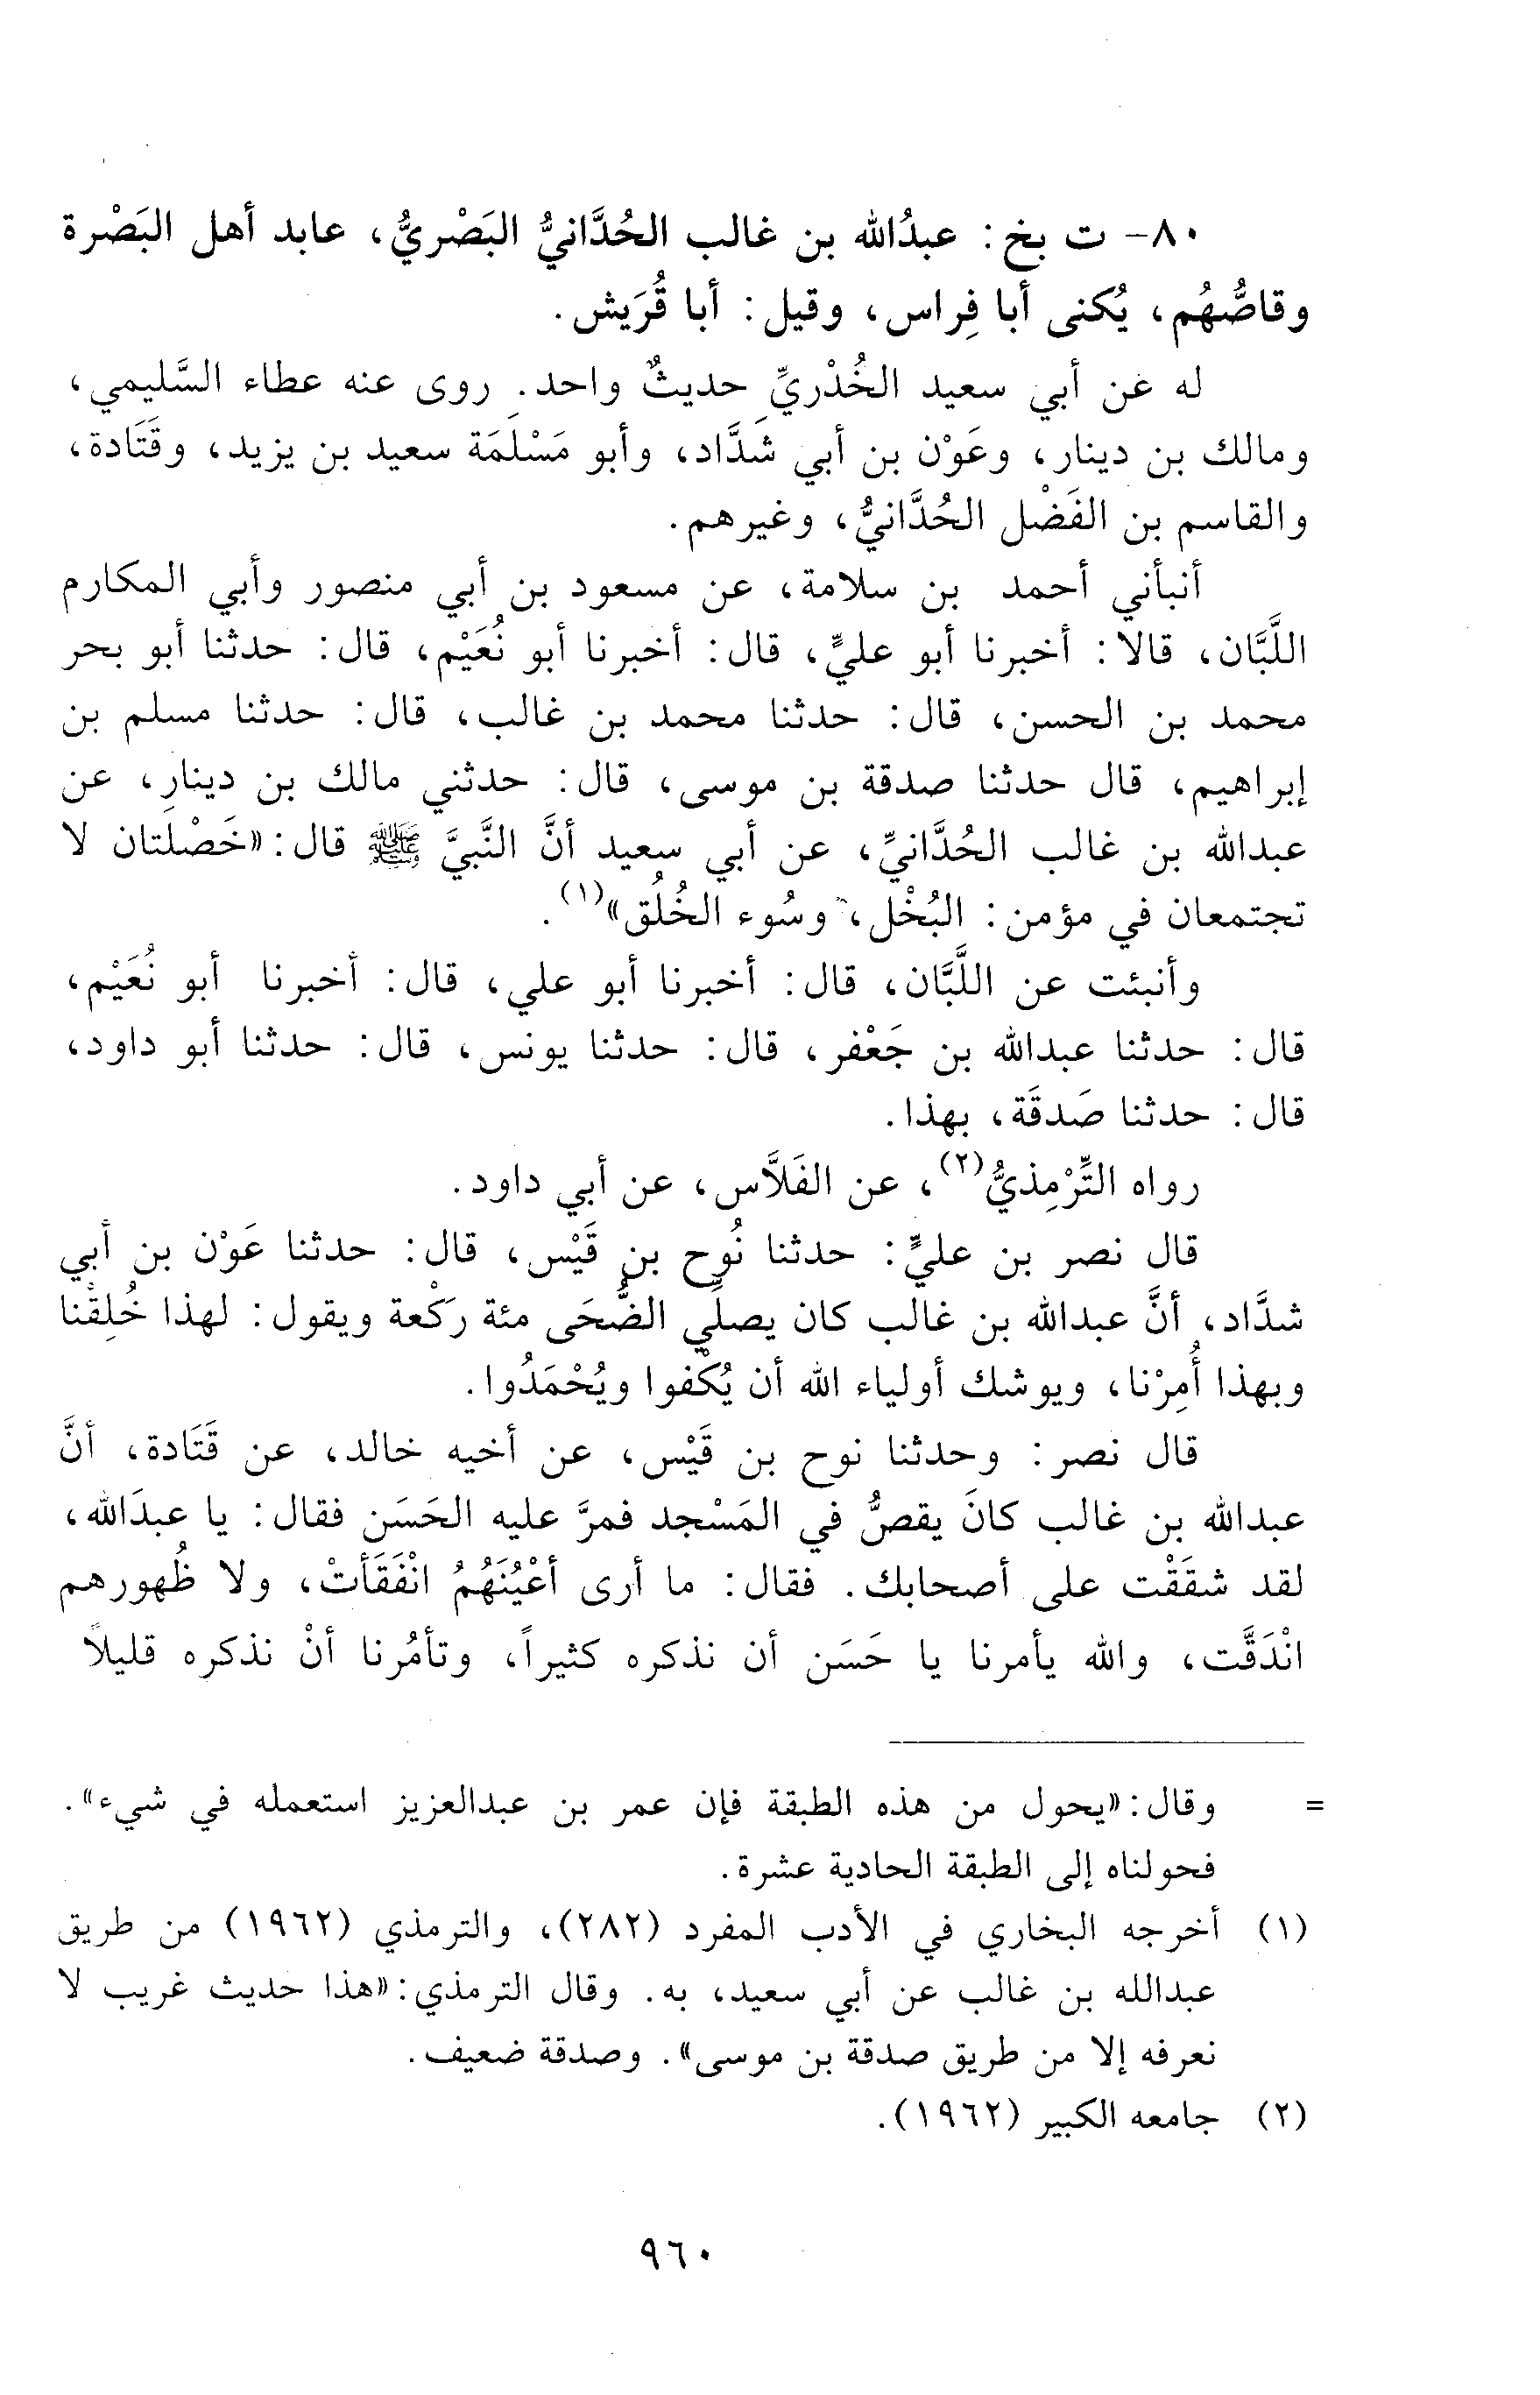 ٨٠- ت بخ: عبدُالله بن غالب الحُدَّانيُّ البَصْريُّ، عابد أهل البَصْرة
وقاصُّهُم، يُكنى أبا فِراس، وقيل: أبا قُرَيش.
له عن أبي سعيد الخُدْريِّ حديثٌ واحد. روى عنه عطاء السَّليمي،
ومالك بن دينار، وعَوْن بن أبي شَدَّاد، وأبو مَسْلَمَة سعيد بن يزيد، وقَتَادة،
والقاسم بن الفَضْل الحُدَّانيُّ، وغيرهم.
أنبأني أحمد بن سلامة، عن مسعود بن أبي منصور وأبي المكارم
اللَّبَّان، قالا: أخبرنا أبو عليٍّ، قال: أخبرنا أبو نُعَيْم، قال: حدثنا أبو بحر
محمد بن الحسن، قال: حدثنا محمد بن غالب، قال: حدثنا مسلم بن
إبراهيم، قال حدثنا صدقة بن موسى، قال: حدثني مالك بن دينارِ، عن
عبدالله بن غالب الحُدَّانيِّ، عن أبي سعيد أنَّ النَّبيَّ ﷺ قال: «خَصْلَتان لا
تجتمعان في مؤمن: البُخْل، وسُوء الخُلُق»(١).
وأنبئت عن اللَّبَّان، قال: أخبرنا أبو علي، قال: أخبرنا أبو نُعَيْم،
قال: حدثنا عبدالله بن جَعْفر، قال: حدثنا يونس، قال: حدثنا أبو داود،
قال: حدثنا صَدقَة، بهذا.
رواه التِّرْمِذيُّ(٢)، عن الفَلاَّس، عن أبي داود.
قال نصر بن عليٍّ: حدثنا نُوح بن قَيْس، قال: حدثنا عَوْن بن أبي
شدَّاد، أنَّ عبدالله بن غالب كان يصلِّي الضُّحَى مئة رَكْعة ويقول: لهذا خُلِقْنا
وبهذا أُمِرْنا، ويوشك أولياء الله أن يُكْفوا ويُحْمَدُوا.
قال نصر: وحدثنا نوح بن قَيْس، عن أخيه خالد، عن قَتَادة، أنَّ
عبدالله بن غالب كانَ يقصُّ في المَسْجد فمرَّ عليه الحَسَن فقال: يا عبدَالله،
لقد شقَقْت على أصحابك. فقال: ما أرى أعْيُنَهُمُ انْفَقَأتْ، ولا ظُهورهم
انْدَقَّت، والله يأمرنا يا حَسَن أن نذكره كثيراً، وتأمُرنا أنْ نذكره قليلاً
= وقال: «يحول من هذه الطبقة فإن عمر بن عبدالعزيز استعمله في شيء».
فحولناه إلى الطبقة الحادية عشرة.
(١) أخرجه البخاري في الأدب المفرد (٢٨٢)، والترمذي (١٩٦٢) من طريق
عبدالله بن غالب عن أبي سعيد، به. وقال الترمذي: «هذا حديث غريب لا
نعرفه إلا من طريق صدقة بن موسى». وصدقة ضعيف.
(٢) جامعه الكبير (١٩٦٢).
٩٦٠